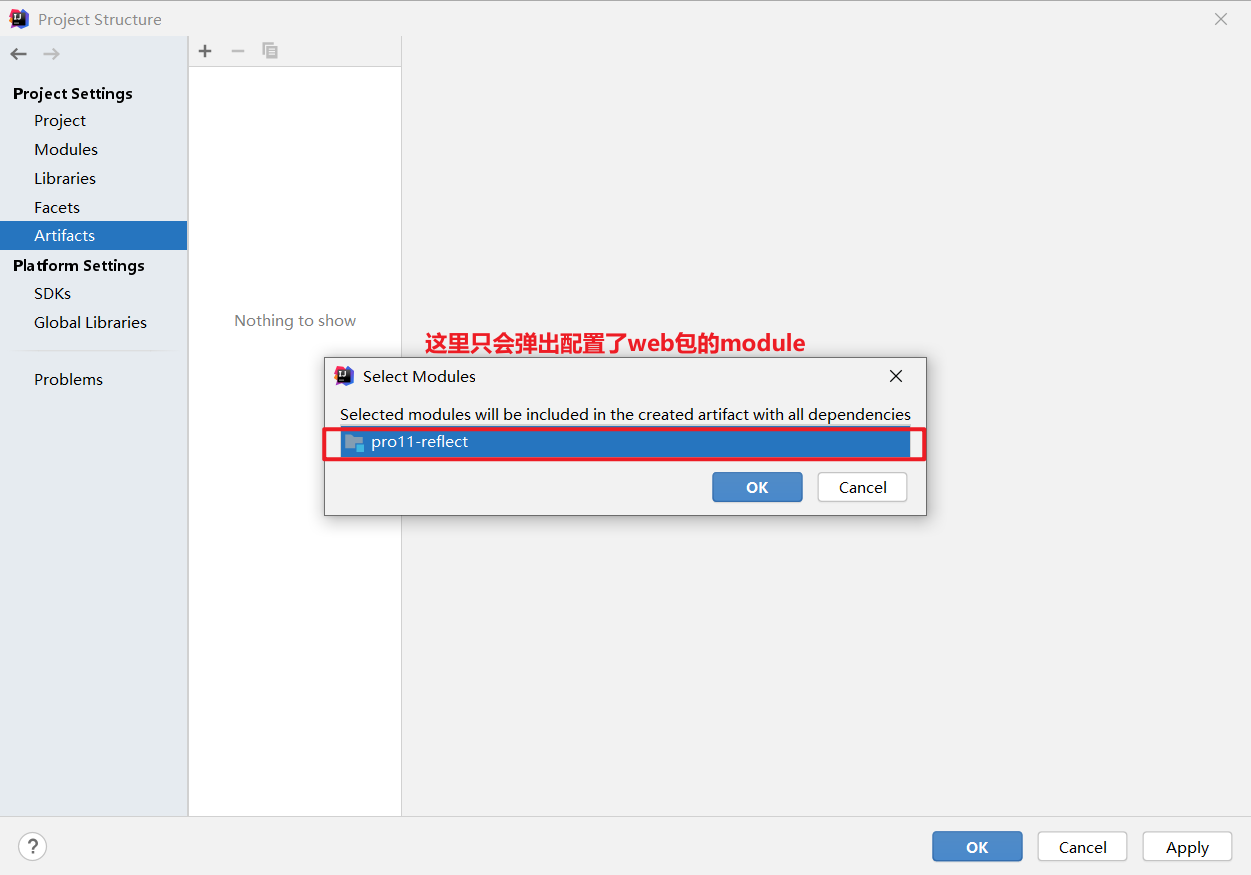 Project Structure
Project Settings
Project
Modules
Libraries
Facets
Artifacts
Platform Settings
SDKs
Global Libraries
Problems
Nothing to show
这里只会弹出配置了web包的module
Select Modules
Selected modules will be included in the created artifact with all dependencies
pro11-reflect
OK
Cancel
?
OK
Cancel
Apply